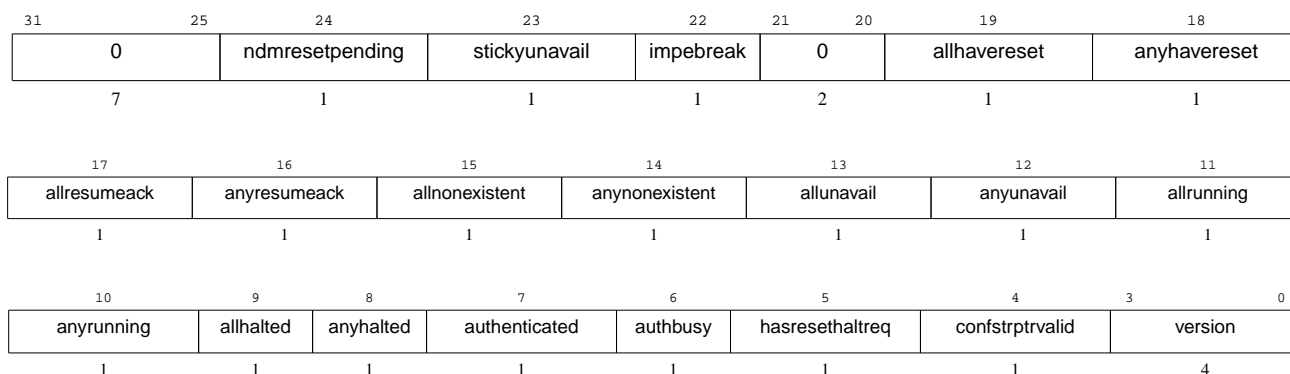 31 25 24 23 22 21 20 19 18
0 ndmresetpending stickyunavail impebreak 0 allhavereset anyhavereset
7 1 1 1 2 1 1
17 16 15 14 13 12 11
allresumeack anyresumeack allnonexistent anynonexistent allunavail anyunavail allrunning
1 1 1 1 1 1 1
10 9 8 7 6 5 4 3 0
anyrunning allhalted anyhalted authenticated authbusy hasresethaltreq confstrptrvalid version
1 1 1 1 1 1 1 4